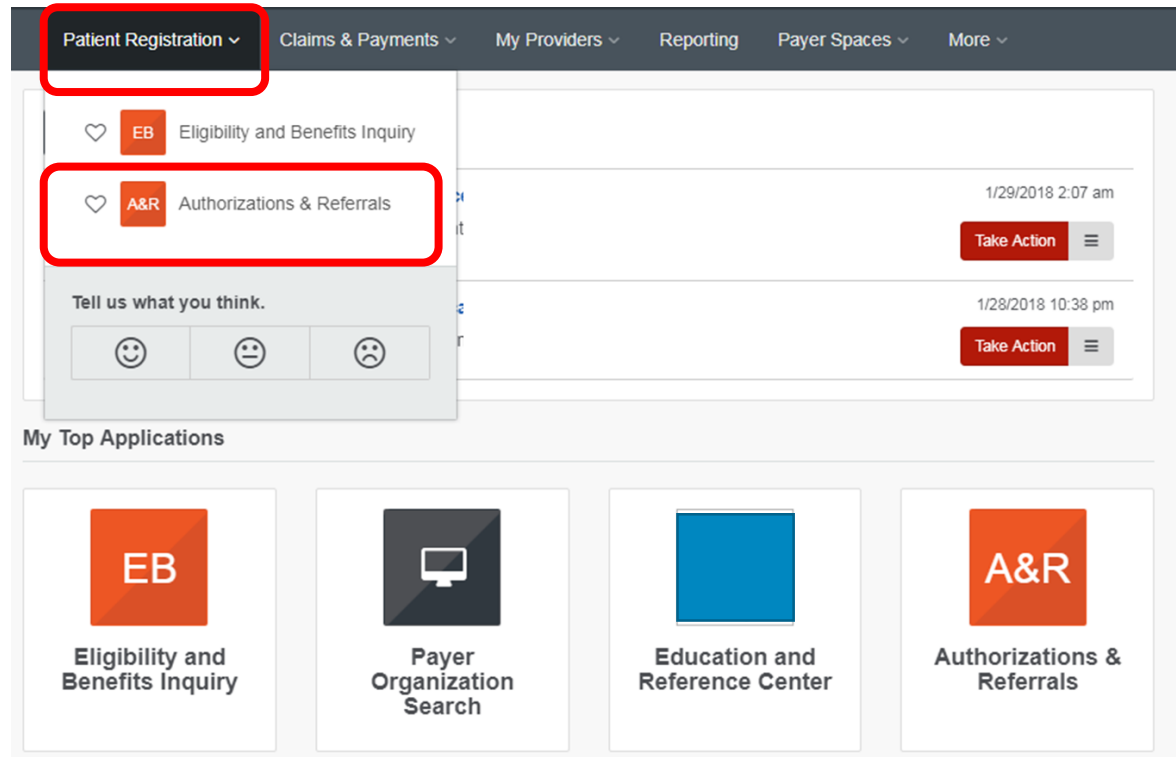 Patient Registration
Claims & Payments
My Providers
Reporting
Payer Spaces
More
EB
Eligibility and Benefits Inquiry
A&R
Authorizations & Referrals
1/29/2018 2:07 am
Take Action
Tell us what you think.
1/28/2018 10:38 pm
Take Action
My Top Applications
EB
Eligibility and
Benefits Inquiry
Payer
Organization
Search
Education and
Reference Center
A&R
Authorizations &
Referrals